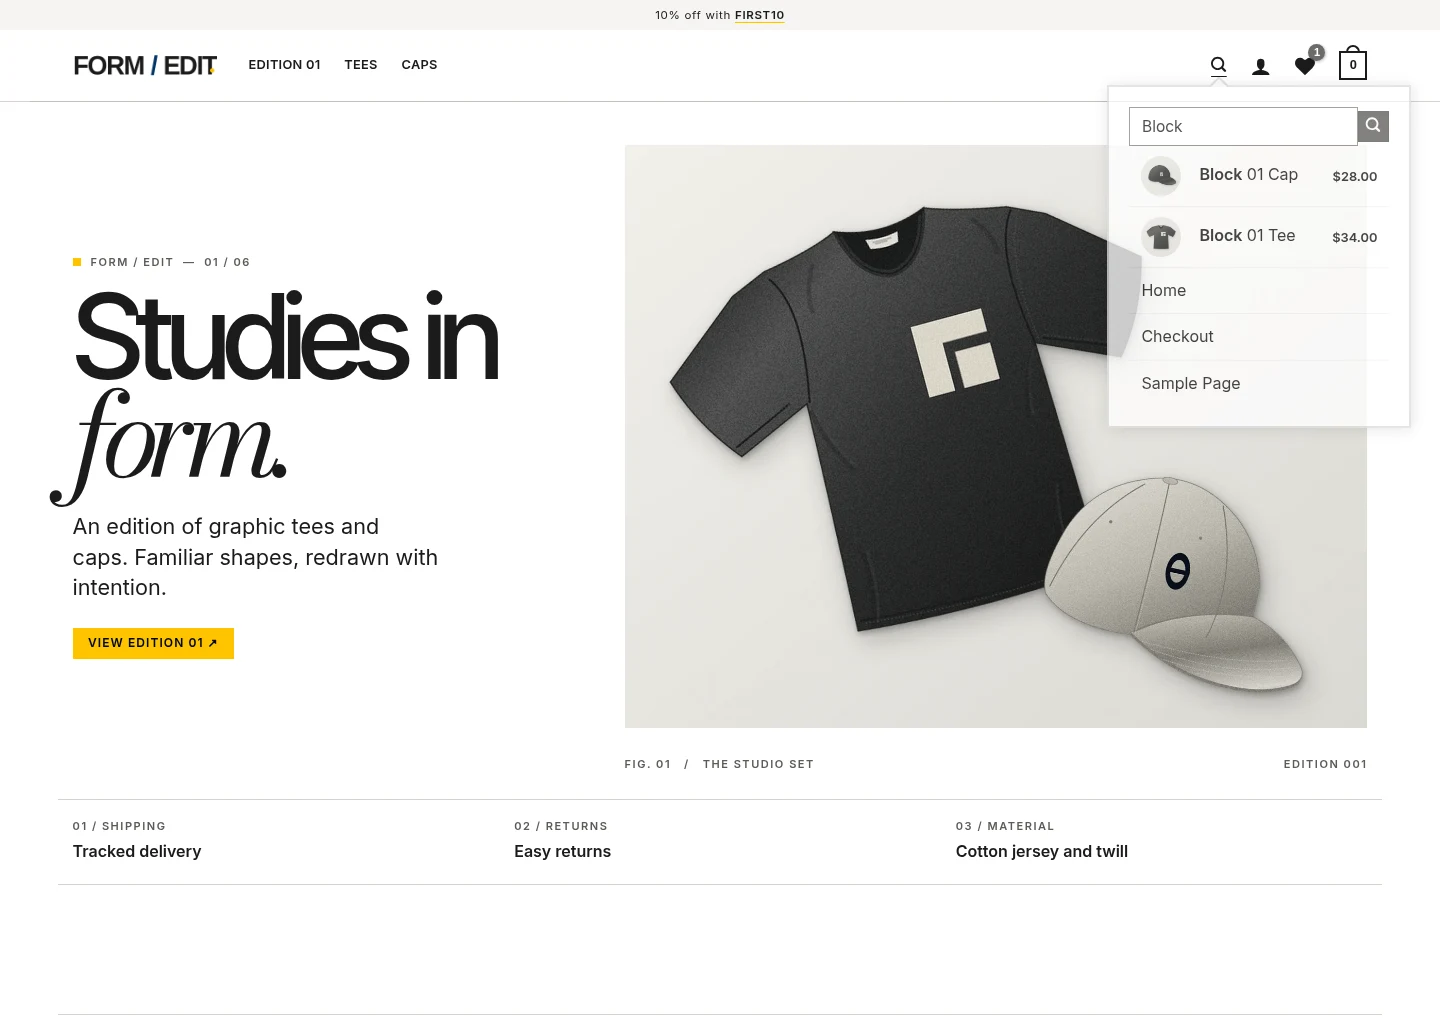 10% off with FIRST10
FORM / EDIT.
EDITION 01
TEES
CAPS
1
0
Block
Block 01 Cap
$28.00
Block 01 Tee
$34.00
Home
Checkout
Sample Page
FORM / EDIT — 01 / 06
Studies in
form.
An edition of graphic tees and
caps. Familiar shapes, redrawn with
intention.
VIEW EDITION 01 ↗
FIG. 01 / THE STUDIO SET
EDITION 001
01 / SHIPPING
Tracked delivery
02 / RETURNS
Easy returns
03 / MATERIAL
Cotton jersey and twill